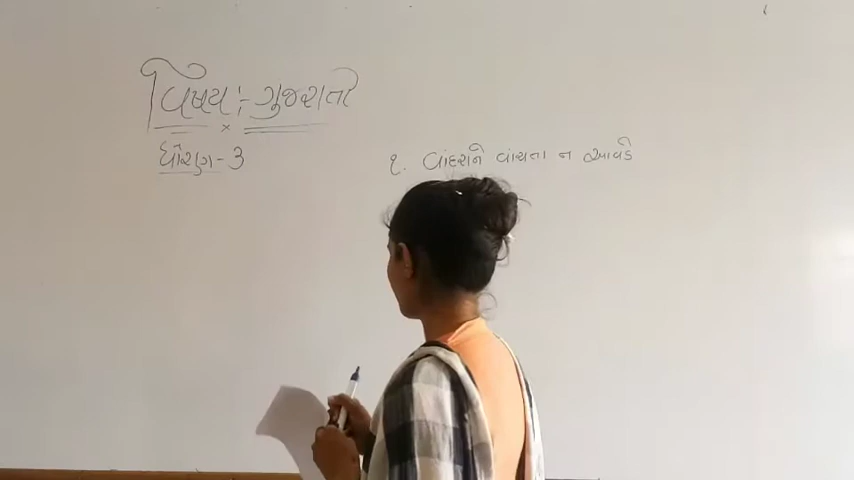 વિષય :- ગુજરાતી
ધોરણ - 3
૧. વાંદરાને વાંચતા ન આવડે